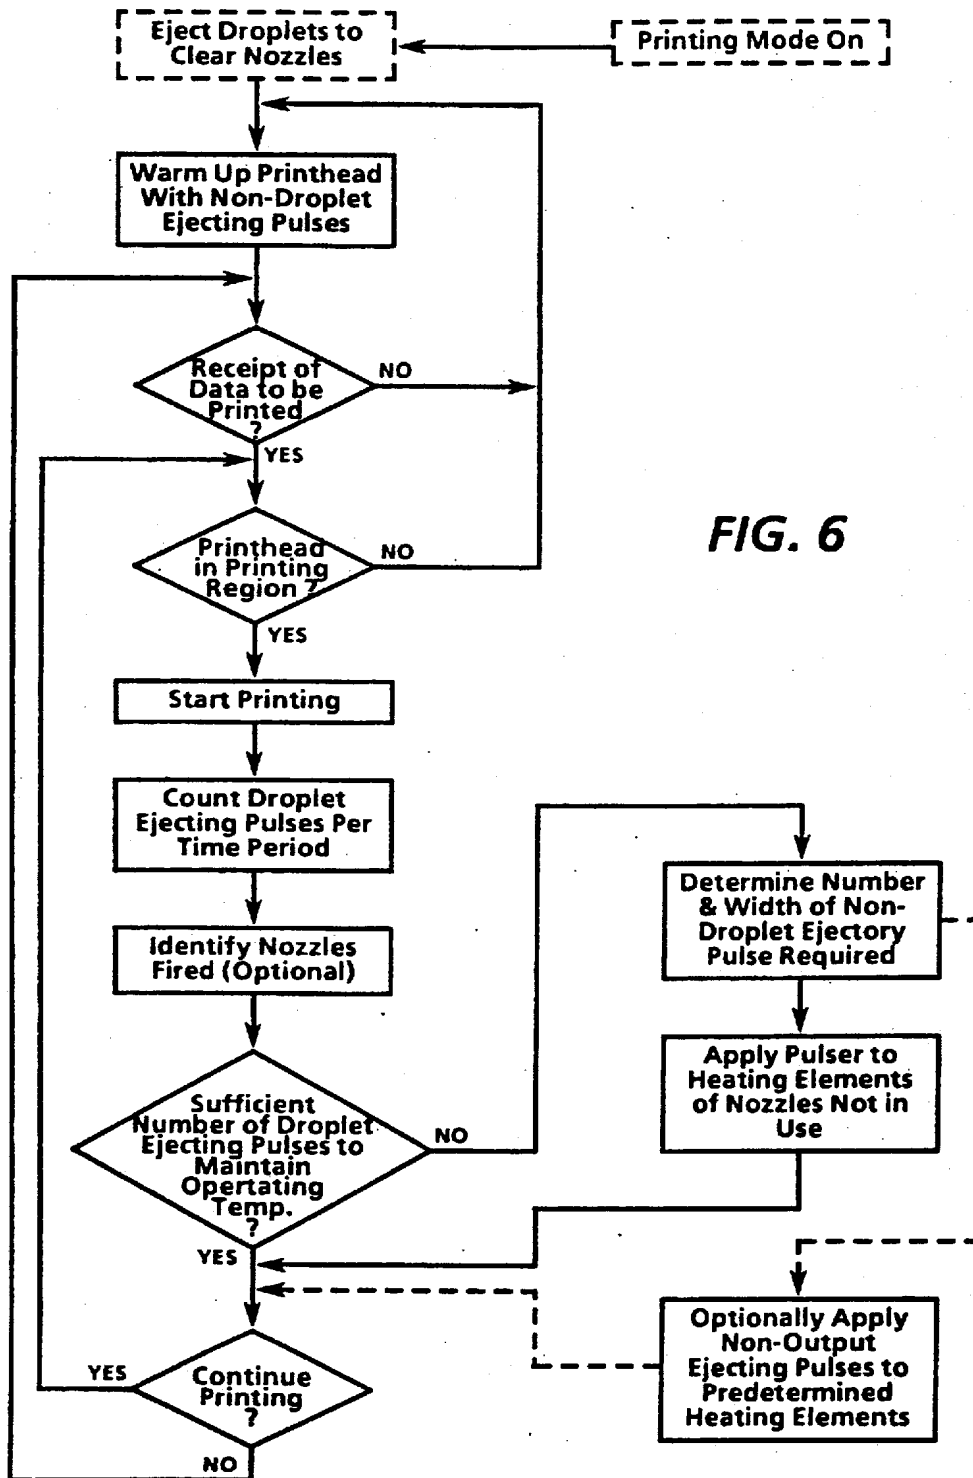 Eject Droplets to
Clear Nozzles
Printing Mode On
Warm Up Printhead
With Non-Droplet
Ejecting Pulses
Receipt of
Data to be
Printed
?
NO
YES
Printhead
in Printing
Region ?
NO
YES
FIG. 6
Start Printing
Count Droplet
Ejecting Pulses Per
Time Period
Identify Nozzles
Fired (Optional)
Sufficient
Number of Droplet
Ejecting Pulses to
Maintain
Opertating
Temp.
?
NO
YES
Determine Number
& Width of Non-
Droplet Ejectory
Pulse Required
Apply Pulser to
Heating Elements
of Nozzles Not in
Use
Optionally Apply
Non-Output
Ejecting Pulses to
Predetermined
Heating Elements
Continue
Printing
?
YES
NO